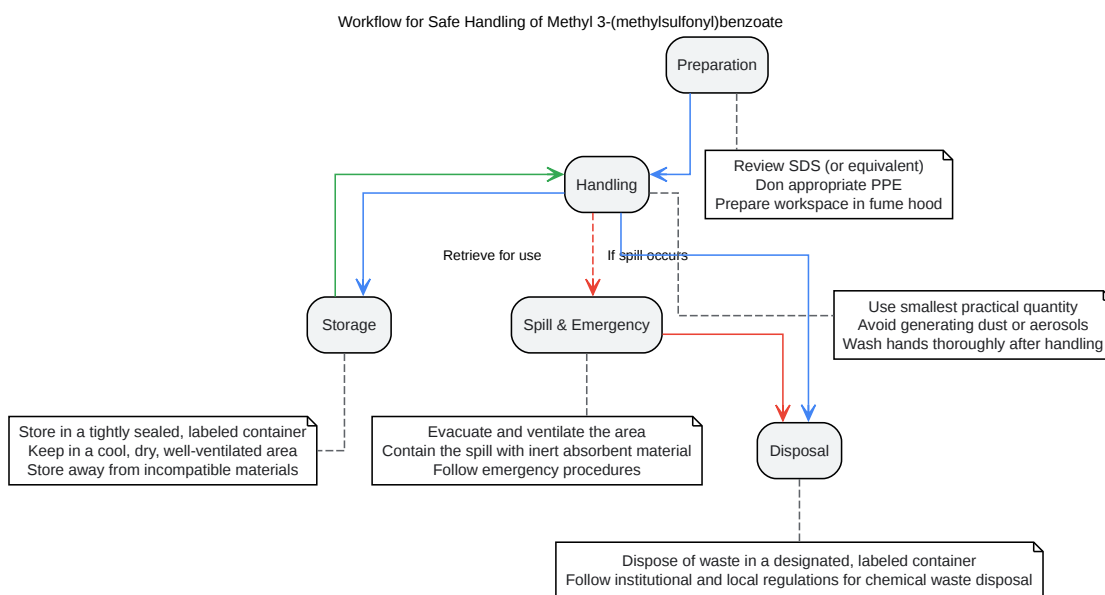 Workflow for Safe Handling of Methyl 3-(methylsulfonyl)benzoate
Preparation
Review SDS (or equivalent)
Don appropriate PPE
Prepare workspace in fume hood
Handling
Retrieve for use
If spill occurs
Use smallest practical quantity
Avoid generating dust or aerosols
Wash hands thoroughly after handling
Storage
Spill & Emergency
Store in a tightly sealed, labeled container
Keep in a cool, dry, well-ventilated area
Store away from incompatible materials
Evacuate and ventilate the area
Contain the spill with inert absorbent material
Follow emergency procedures
Disposal
Dispose of waste in a designated, labeled container
Follow institutional and local regulations for chemical waste disposal